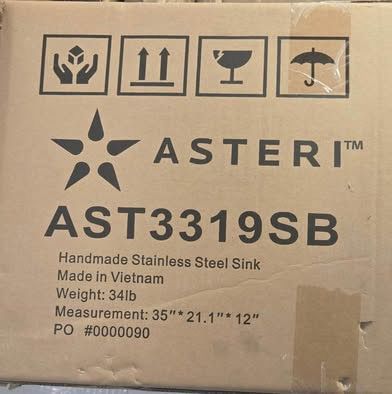 ASTERI™
AST3319SB
Handmade Stainless Steel Sink
Made in Vietnam
Weight: 34lb
Measurement: 35"* 21.1"* 12"
PO #0000090